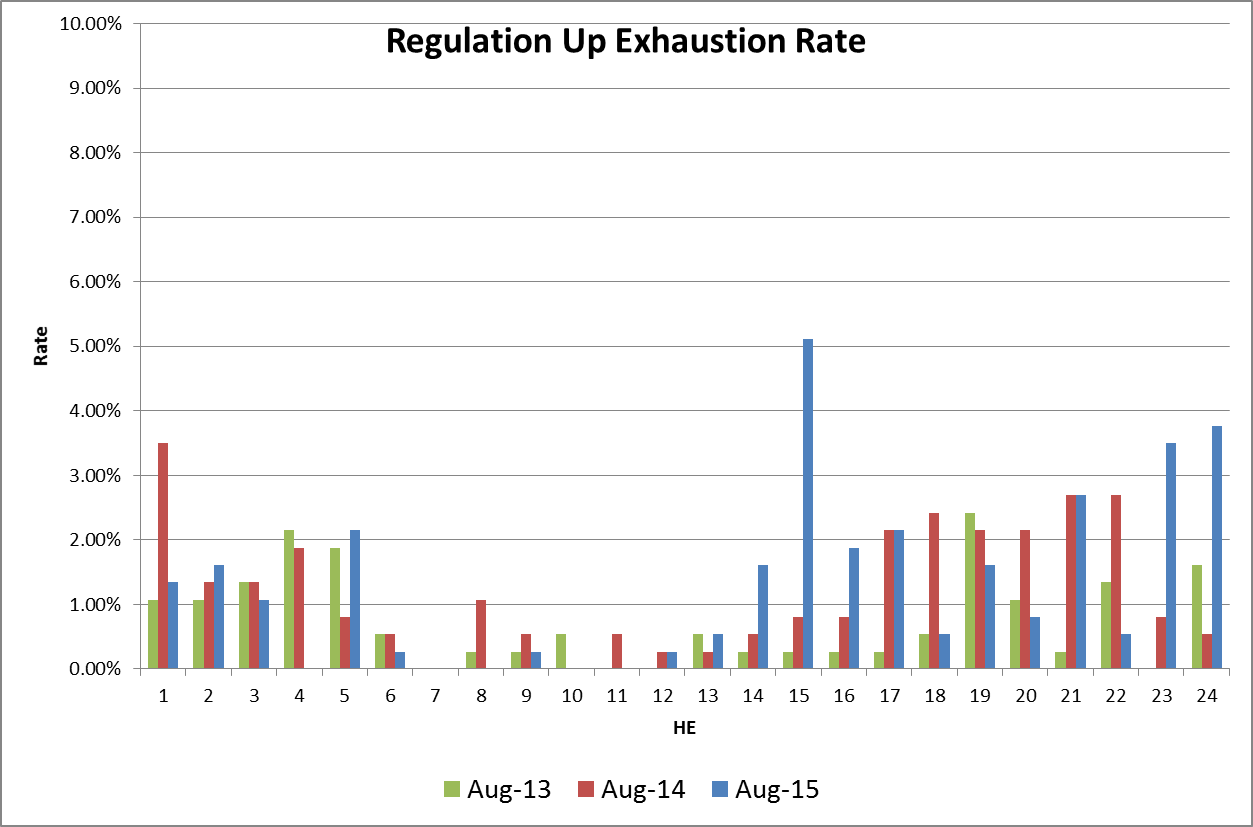 Regulation Up Exhaustion Rate
10.00%
9.00%
8.00%
7.00%
6.00%
5.00%
4.00%
3.00%
2.00%
1.00%
0.00%
Rate
1 2 3 4 5 6 7 8 9 10 11 12 13 14 15 16 17 18 19 20 21 22 23 24
HE
Aug-13 Aug-14 Aug-15